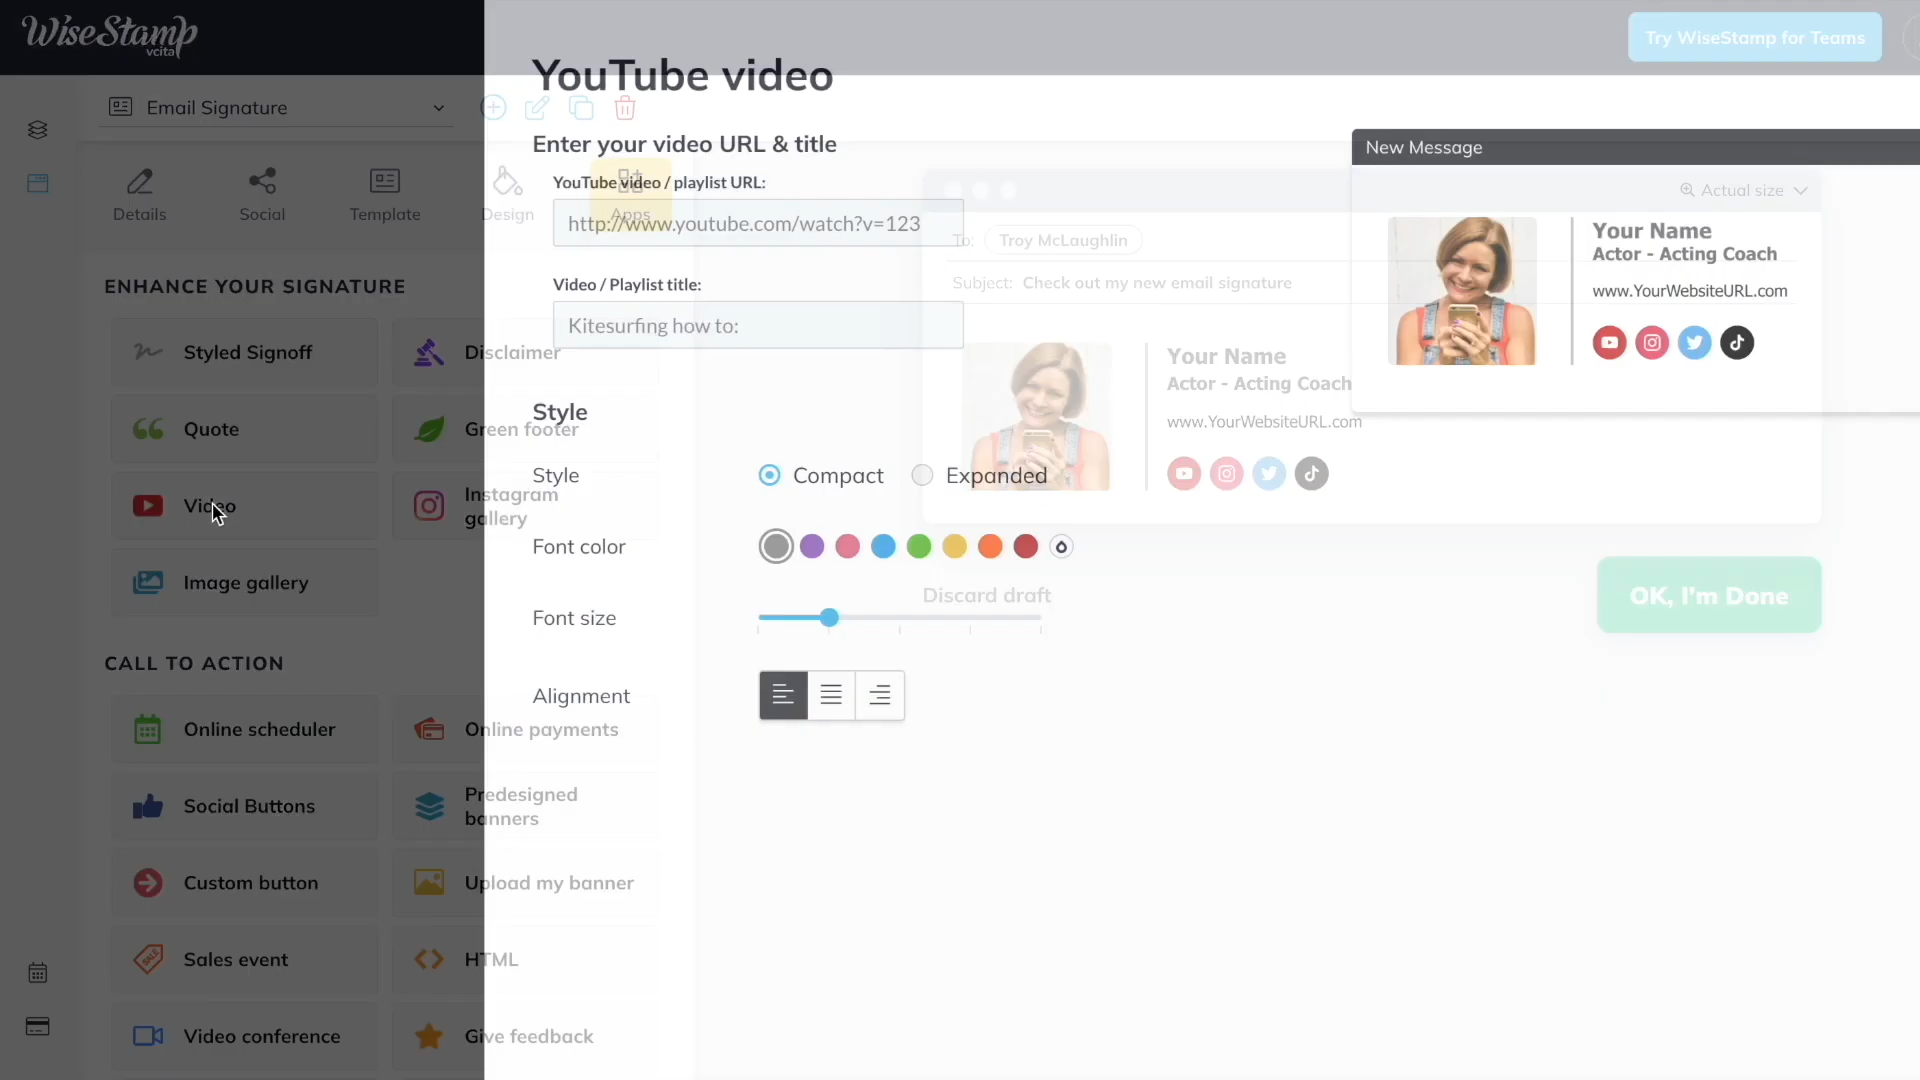 WiseStamp
vcita
Try WiseStamp for Teams
YouTube video
Email Signature
Enter your video URL & title
New Message
YouTube video / playlist URL:
Actual size
Details
Social
Template
Design
Apps
http://www.youtube.com/watch?v=123
To:
Troy McLaughlin
Your Name
Actor - Acting Coach
www.YourWebsiteURL.com
Video / Playlist title:
Subject: Check out my new email signature
ENHANCE YOUR SIGNATURE
Kitesurfing how to:
Styled Signoff
Disclaimer
Your Name
Actor - Acting Coach
www.YourWebsiteURL.com
Style
Quote
Green footer
Style
Compact
Expanded
Video
Instagram
gallery
Font color
Image gallery
Discard draft
OK, I'm Done
Font size
CALL TO ACTION
Alignment
Online scheduler
Online payments
Social Buttons
Predesigned
banners
Custom button
Upload my banner
SALE
Sales event
HTML
Video conference
Give feedback